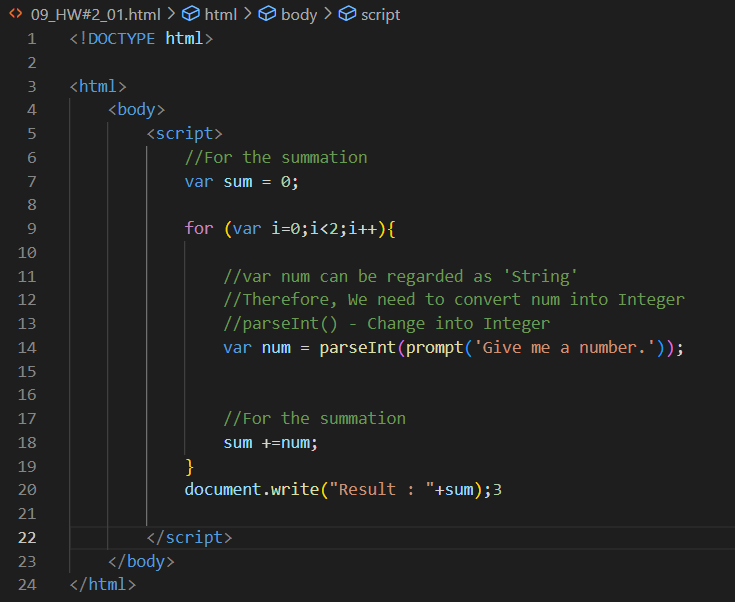 <> 09_HW#2_01.html > html > body > script
1 <!DOCTYPE html>
2
3 <html>
4 <body>
5 <script>
6 //For the summation
7 var sum = 0;
8
9 for (var i=0;i<2;i++){
10
11 //var num can be regarded as 'String'
12 //Therefore, We need to convert num into Integer
13 //parseInt() - Change into Integer
14 var num = parseInt(prompt('Give me a number.'));
15
16
17 //For the summation
18 sum +=num;
19 }
20 document.write("Result : "+sum);3
21
22 </script>
23 </body>
24 </html>